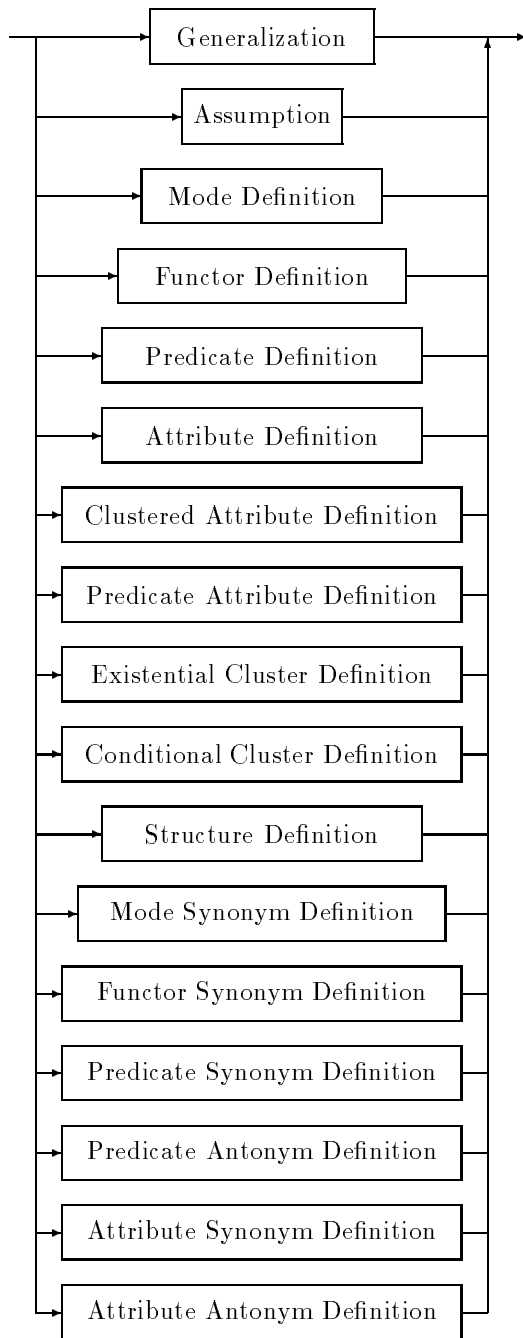 Generalization
Assumption
Mode Definition
Functor Definition
Predicate Definition
Attribute Definition
Clustered Attribute Definition
Predicate Attribute Definition
Existential Cluster Definition
Conditional Cluster Definition
Structure Definition
Mode Synonym Definition
Functor Synonym Definition
Predicate Synonym Definition
Predicate Antonym Definition
Attribute Synonym Definition
Attribute Antonym Definition